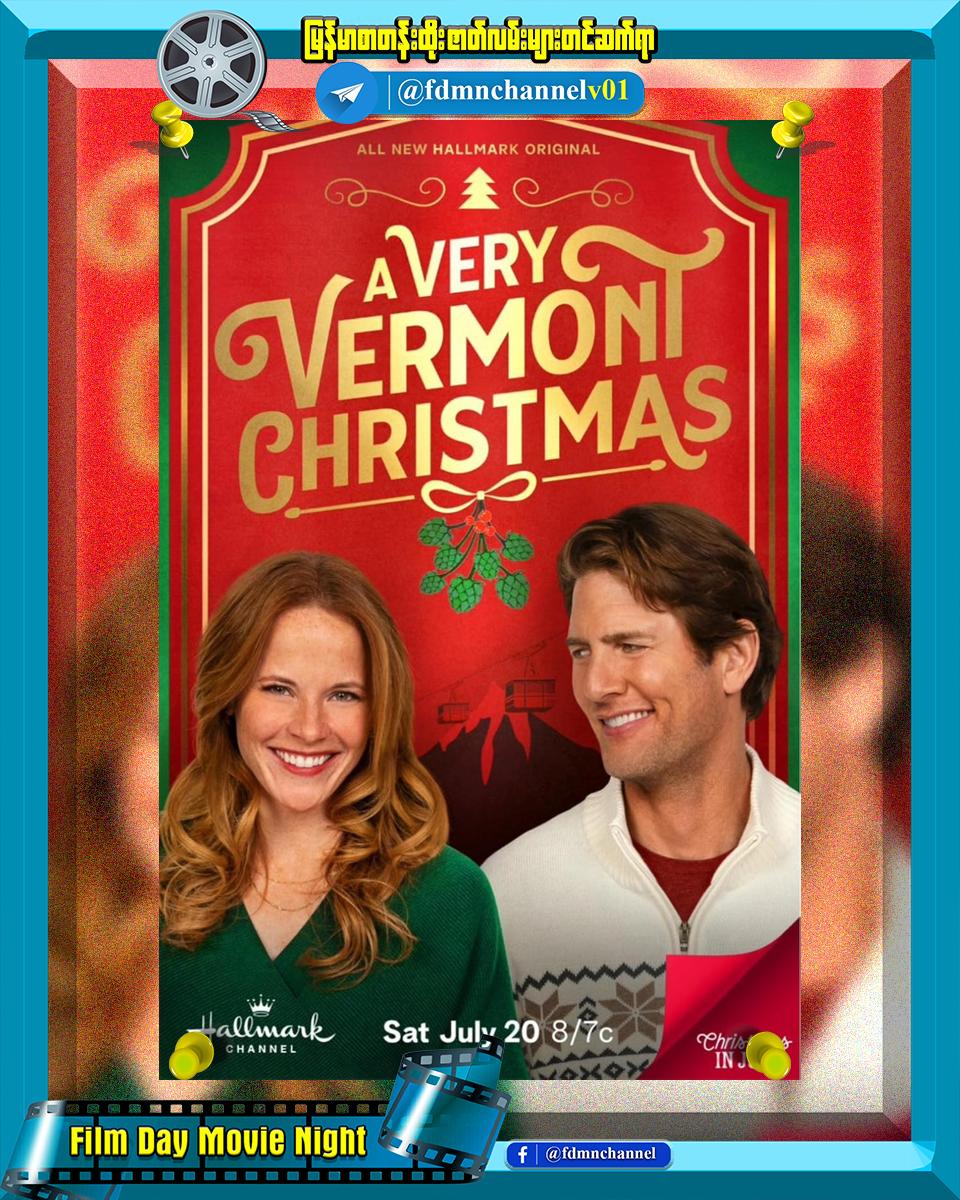 မြန်မာစာတန်းထိုးဇာတ်လမ်းများတင်ဆက်ရာ
@fdmnchannelv01
ALL NEW HALLMARK ORIGINAL
A VERY
VERMONT
CHRISTMAS
Hallmark
CHANNEL
Sat July 20 8/7c
IN
Film Day Movie Night
@fdmnchannel